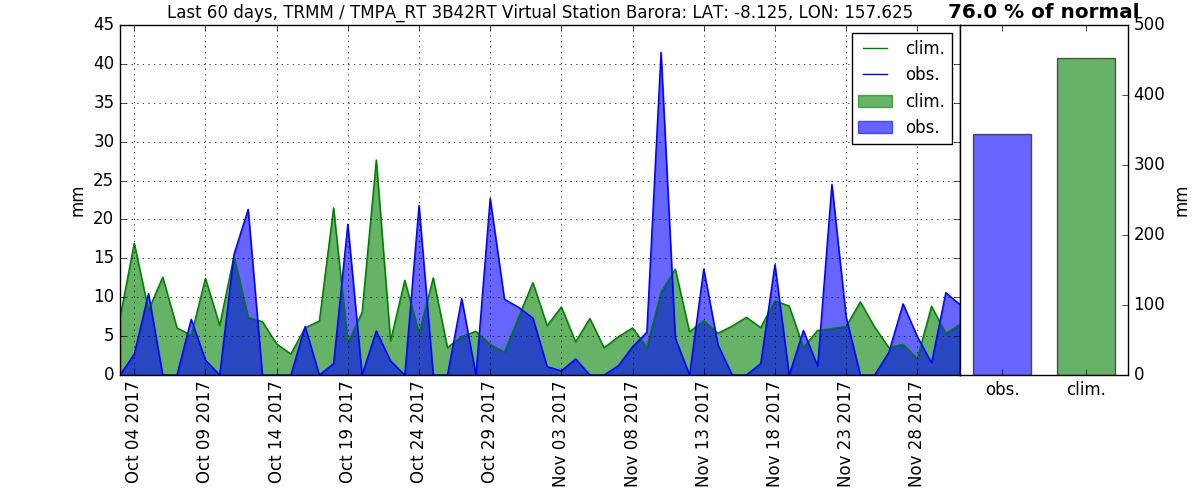 Last 60 days, TRMM / TMPA_RT 3B42RT Virtual Station Barora: LAT: -8.125, LON: 157.625
76.0 % of normal
45
40
35
30
25
20
15
10
5
0
mm
clim.
obs.
clim.
obs.
500
400
300
200
100
0
mm
Oct 04 2017
Oct 09 2017
Oct 14 2017
Oct 19 2017
Oct 24 2017
Oct 29 2017
Nov 03 2017
Nov 08 2017
Nov 13 2017
Nov 18 2017
Nov 23 2017
Nov 28 2017
obs.
clim.